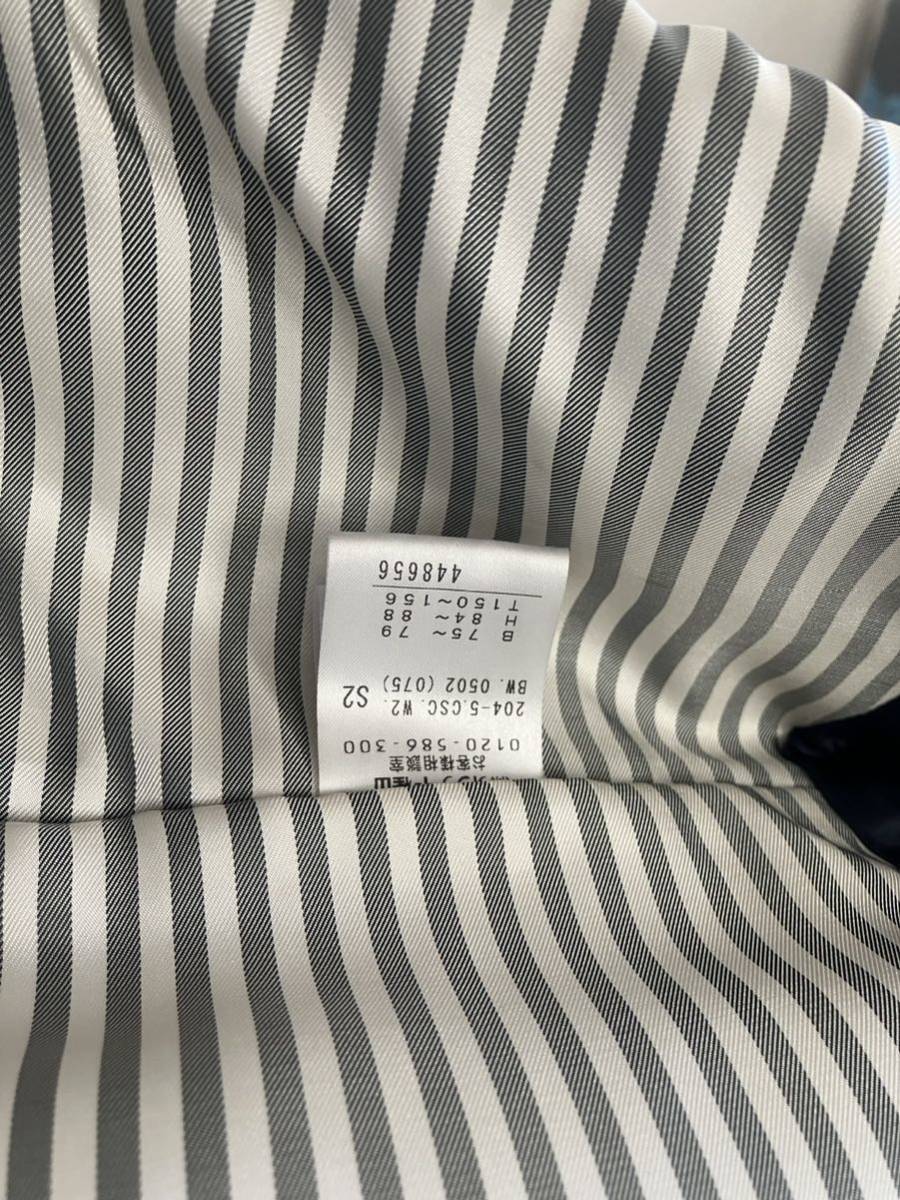 お客様相談室
0120-586-300
204-5.CSC.W2. S2
BW.0502(075)
B 75～ 79
H 84～ 88
T150～156
448656